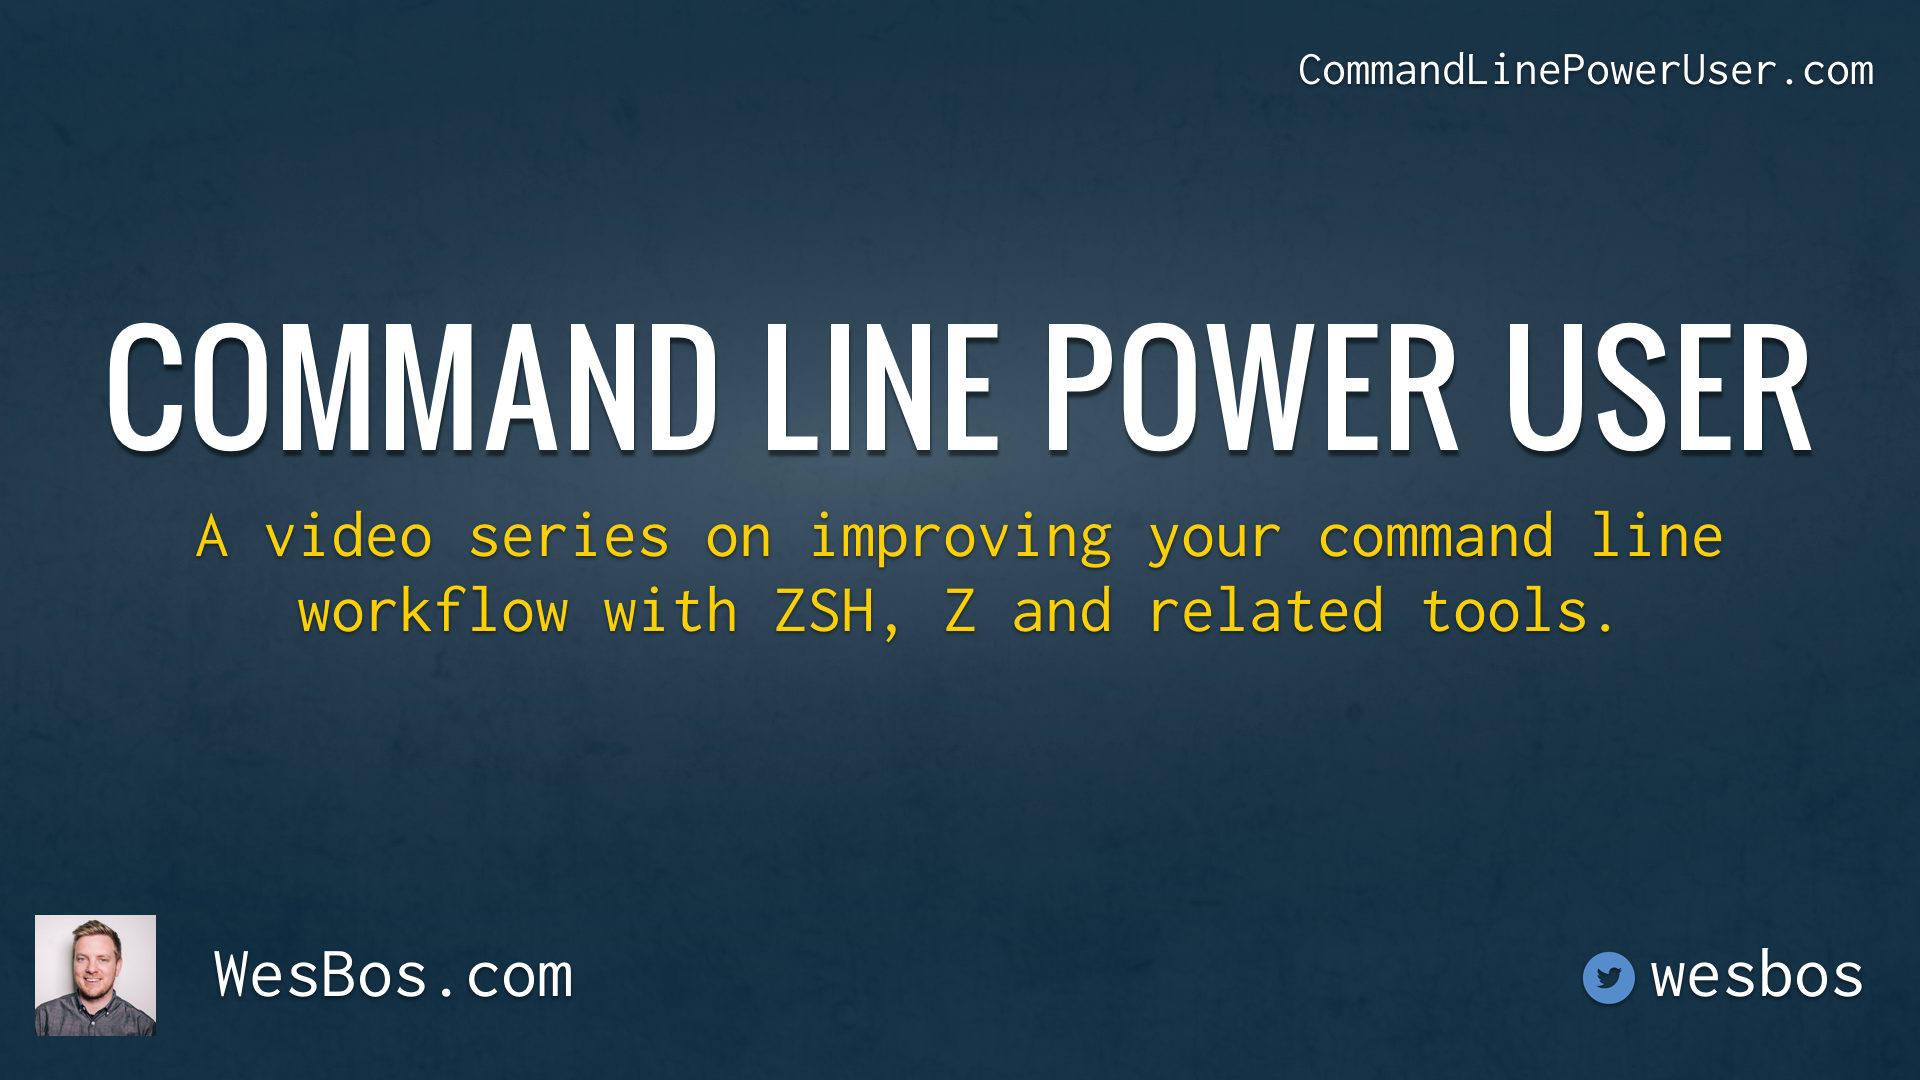 CommandLinePowerUser.com
COMMAND LINE POWER USER
A video series on improving your command line
workflow with ZSH, Z and related tools.
WesBos.com
wesbos